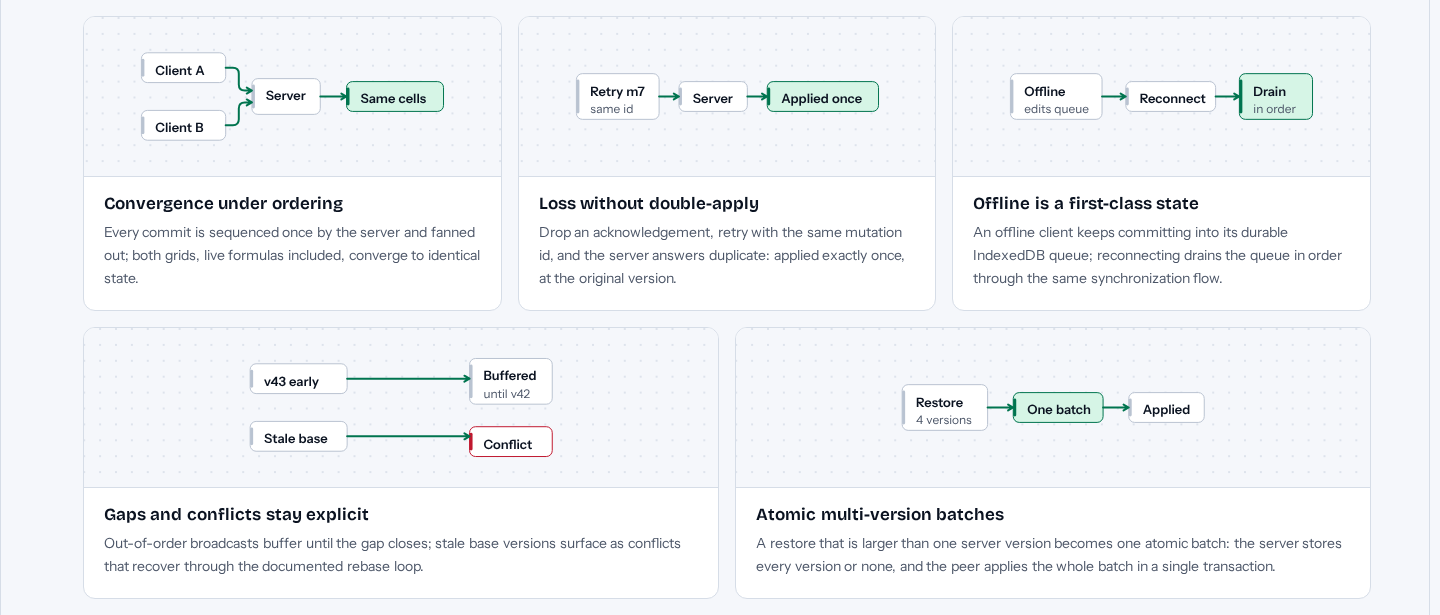 Client A
Client B
Server
Same cells
Convergence under ordering
Every commit is sequenced once by the server and fanned
out; both grids, live formulas included, converge to identical
state.
Retry m7
same id
Server
Applied once
Loss without double-apply
Drop an acknowledgement, retry with the same mutation
id, and the server answers duplicate: applied exactly once,
at the original version.
Offline
edits queue
Reconnect
Drain
in order
Offline is a first-class state
An offline client keeps committing into its durable
IndexedDB queue; reconnecting drains the queue in order
through the same synchronization flow.
v43 early
Buffered
until v42
Stale base
Conflict
Gaps and conflicts stay explicit
Out-of-order broadcasts buffer until the gap closes; stale base versions surface as conflicts
that recover through the documented rebase loop.
Restore
4 versions
One batch
Applied
Atomic multi-version batches
A restore that is larger than one server version becomes one atomic batch: the server stores
every version or none, and the peer applies the whole batch in a single transaction.